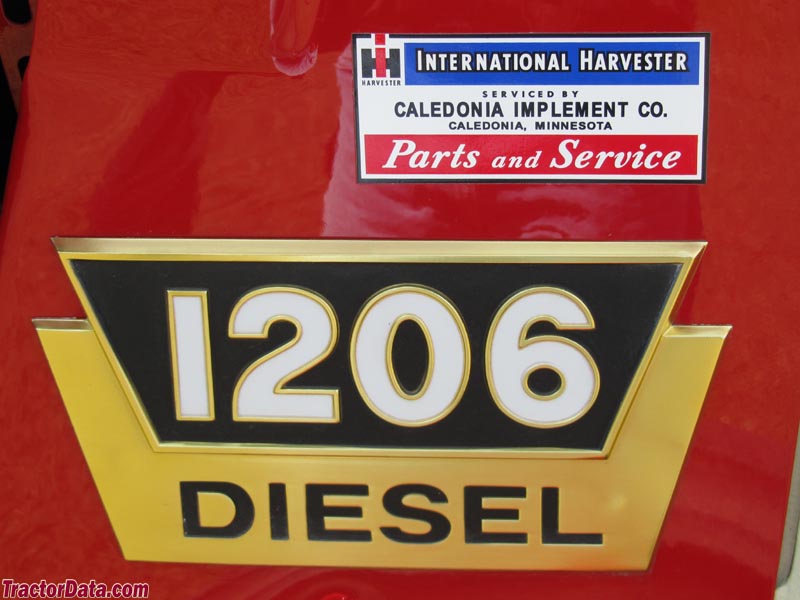 IH
HARVESTER
INTERNATIONAL HARVESTER
SERVICED BY
CALEDONIA IMPLEMENT CO.
CALEDONIA, MINNESOTA
Parts and Service
1206
DIESEL
TractorData.com